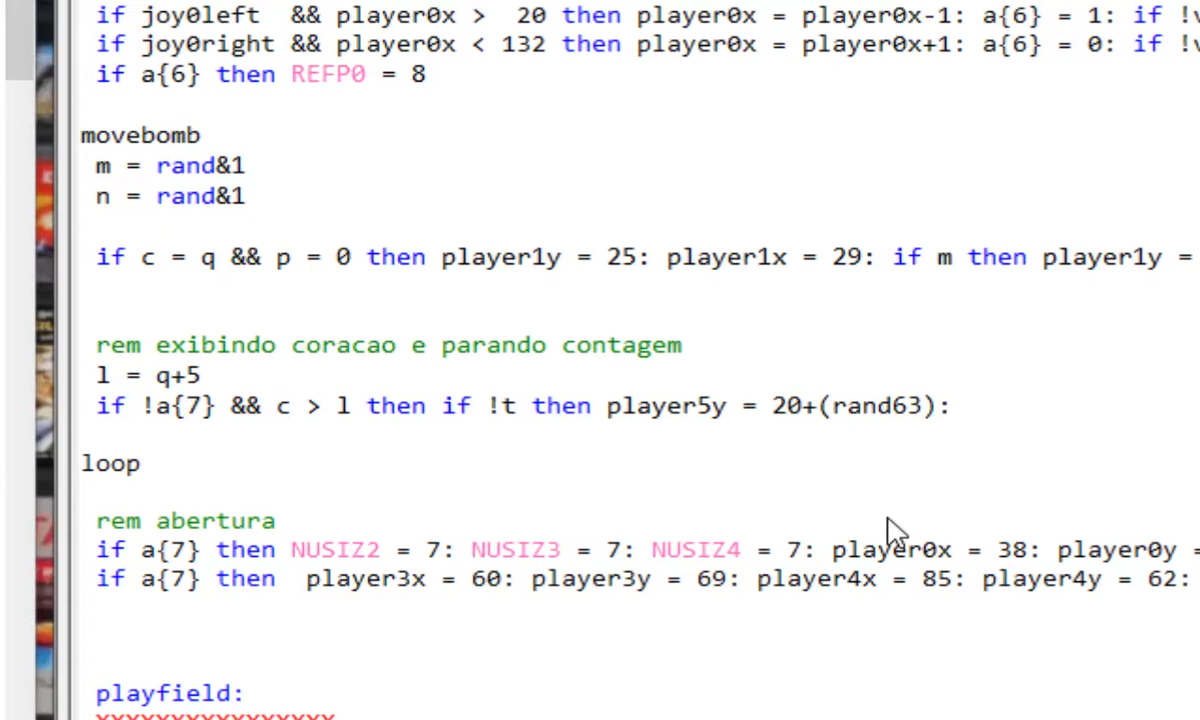 if joy0left && player0x > 20 then player0x = player0x-1: a{6} = 1: if !
if joy0right && player0x < 132 then player0x = player0x+1: a{6} = 0: if !
if a{6} then REFP0 = 8
movebomb
m = rand&1
n = rand&1
if c = q && p = 0 then player1y = 25: player1x = 29: if m then player1y =
rem exibindo coracao e parando contagem
l = q+5
if !a{7} && c > l then if !t then player5y = 20+(rand63):
loop
rem abertura
if a{7} then NUSIZ2 = 7: NUSIZ3 = 7: NUSIZ4 = 7: player0x = 38: player0y =
if a{7} then player3x = 60: player3y = 69: player4x = 85: player4y = 62:
playfield:
XXXXXXXXXXXXXXXX